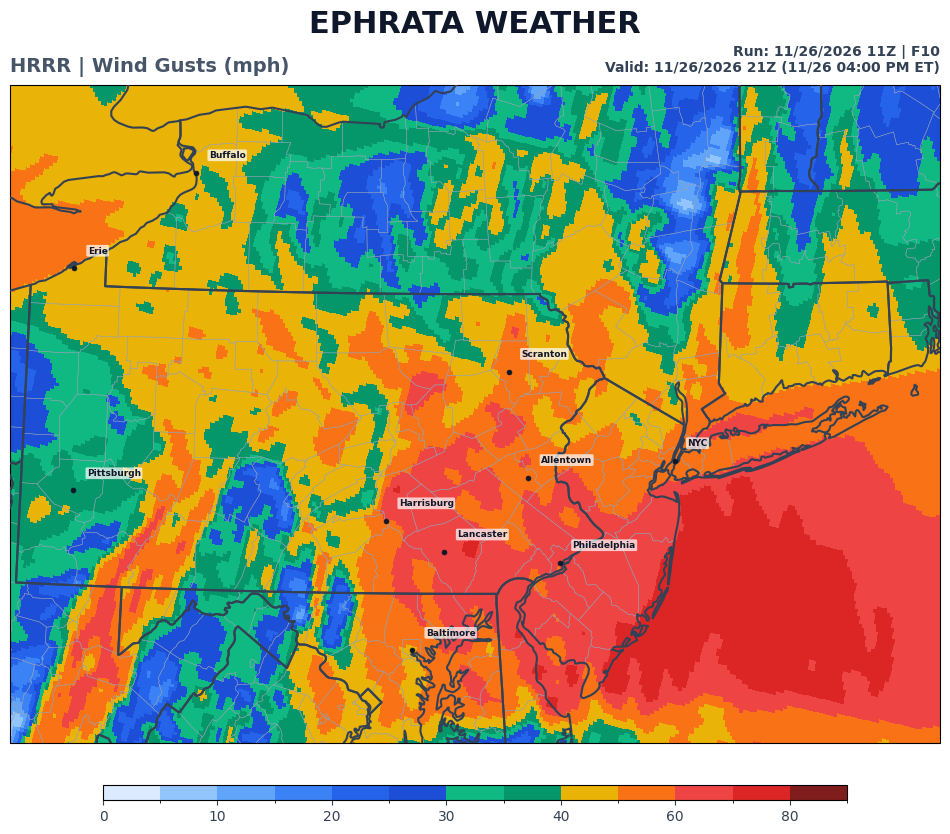 EPHRATA WEATHER
HRRR | Wind Gusts (mph)
Run: 11/26/2026 11Z | F10
Valid: 11/26/2026 21Z (11/26 04:00 PM ET)
Buffalo
Erie
Scranton
NYC
Allentown
Pittsburgh
Harrisburg
Lancaster
Philadelphia
Baltimore
0 10 20 30 40 50 60 70 80